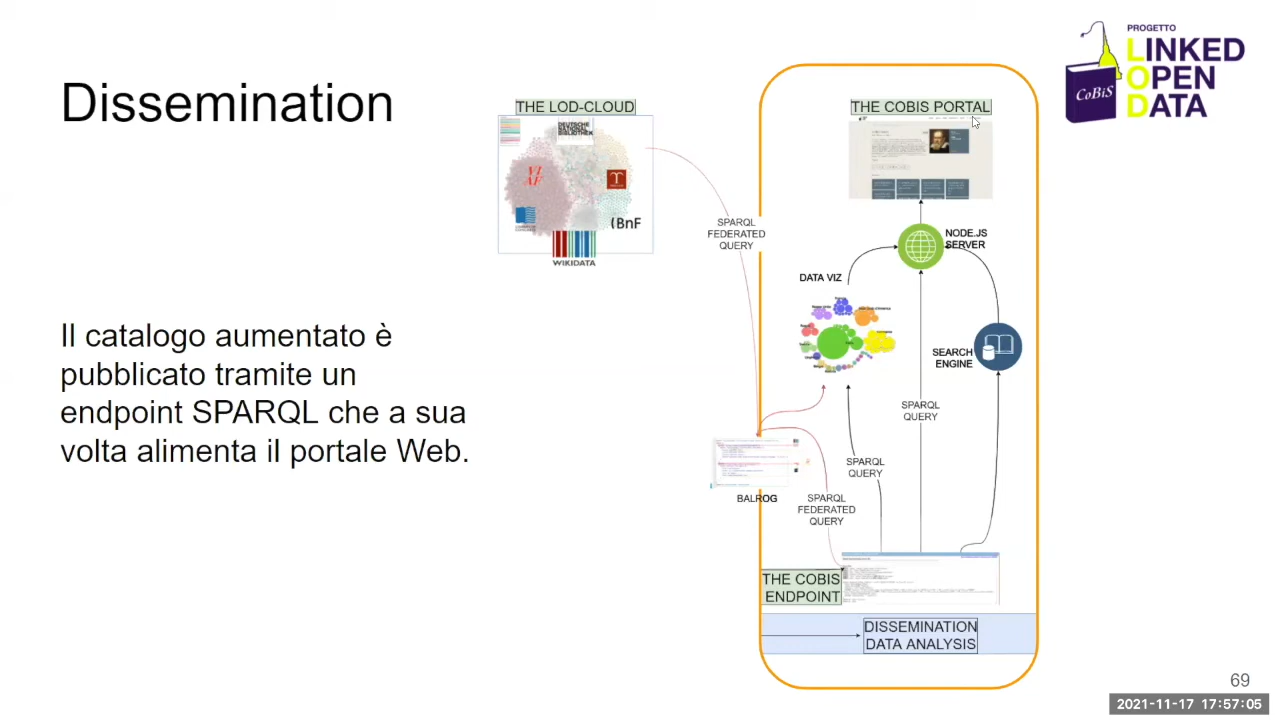 Dissemination
Il catalogo aumentato è
pubblicato tramite un
endpoint SPARQL che a sua
volta alimenta il portale Web.
THE LOD-CLOUD
DEUTSCHE
NATIONAL
BIBLIOTHEK
VI
AF
BnF
WIKIDATA
SPARQL
FEDERATED
QUERY
THE COBIS PORTAL
NODE.JS
SERVER
DATA VIZ
SEARCH
ENGINE
SPARQL
QUERY
SPARQL
QUERY
BALROG
SPARQL
FEDERATED
QUERY
THE COBIS
ENDPOINT
DISSEMINATION
DATA ANALYSIS
PROGETTO
LINKED
OPEN
DATA
CoBiS
69
2021-11-17 17:57:05